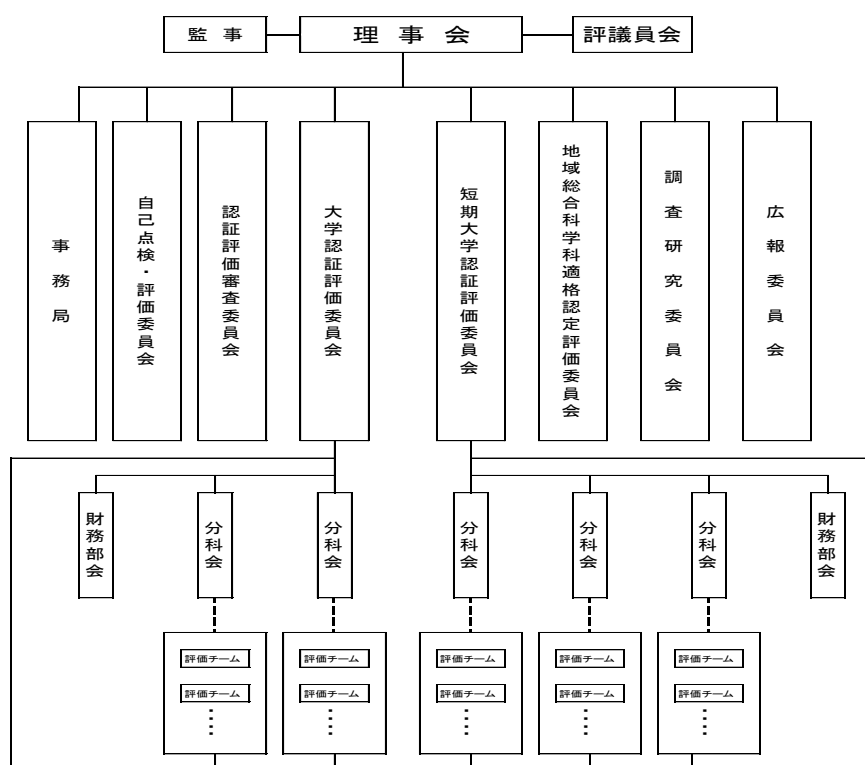 監事
理事会
評議員会
事務局
自己点検・評価委員会
認証評価審査委員会
大学認証評価委員会
短期大学認証評価委員会
地域総合科学科適格認定評価委員会
調査研究委員会
広報委員会
財務部会
分科会
分科会
分科会
分科会
分科会
財務部会
評価チーム
評価チーム
評価チーム
評価チーム
評価チーム
評価チーム
評価チーム
評価チーム
評価チーム
評価チーム